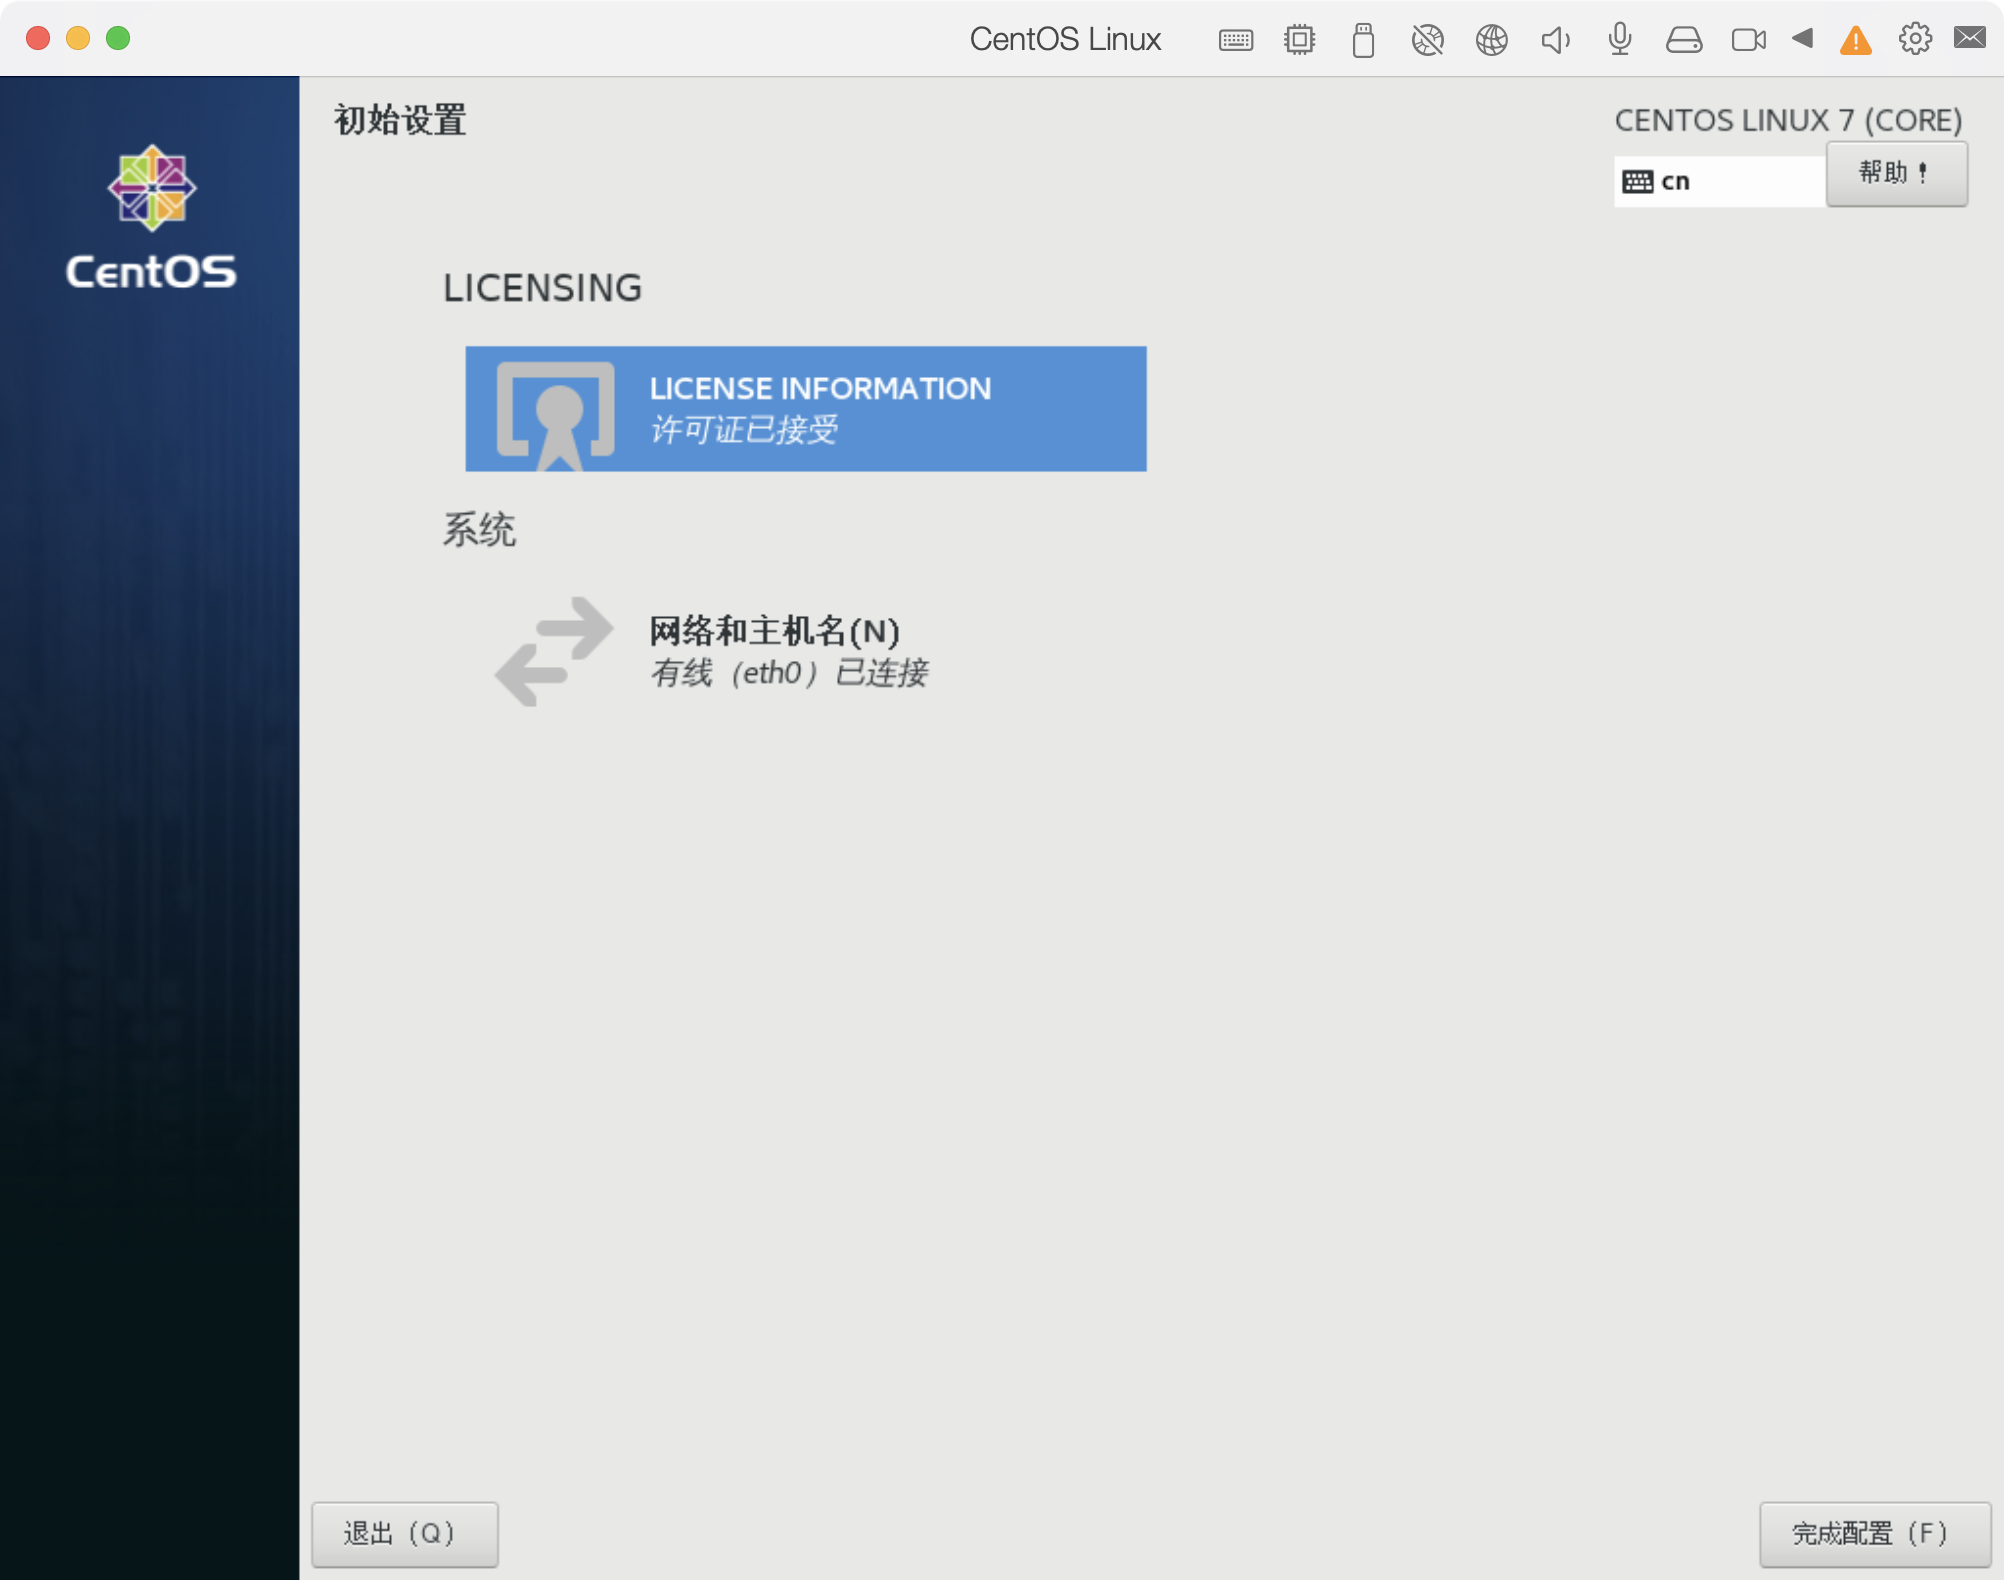 CentOS Linux
初始设置
CENTOS LINUX 7 (CORE)
cn
帮助！
CentOS
LICENSING
LICENSE INFORMATION
许可证已接受
系统
网络和主机名(N)
有线（eth0）已连接
退出（Q）
完成配置（F）